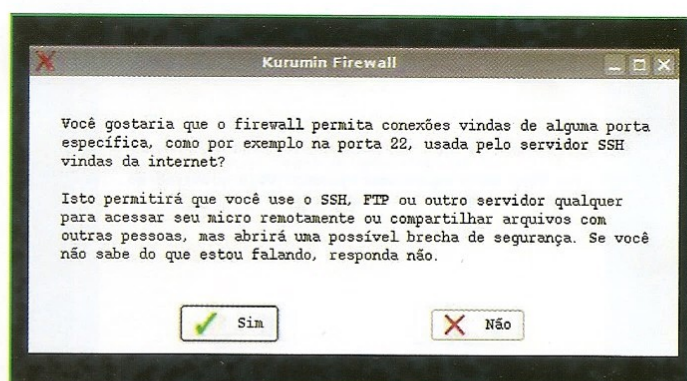 Kurumin Firewall
Você gostaria que o firewall permita conexões vindas de alguma porta
específica, como por exemplo na porta 22, usada pelo servidor SSH
vindas da internet?
Isto permitirá que você use o SSH, FTP ou outro servidor qualquer
para acessar seu micro remotamente ou compartilhar arquivos com
outras pessoas, mas abrirá uma possível brecha de segurança. Se você
não sabe do que estou falando, responda não.
Sim
Não